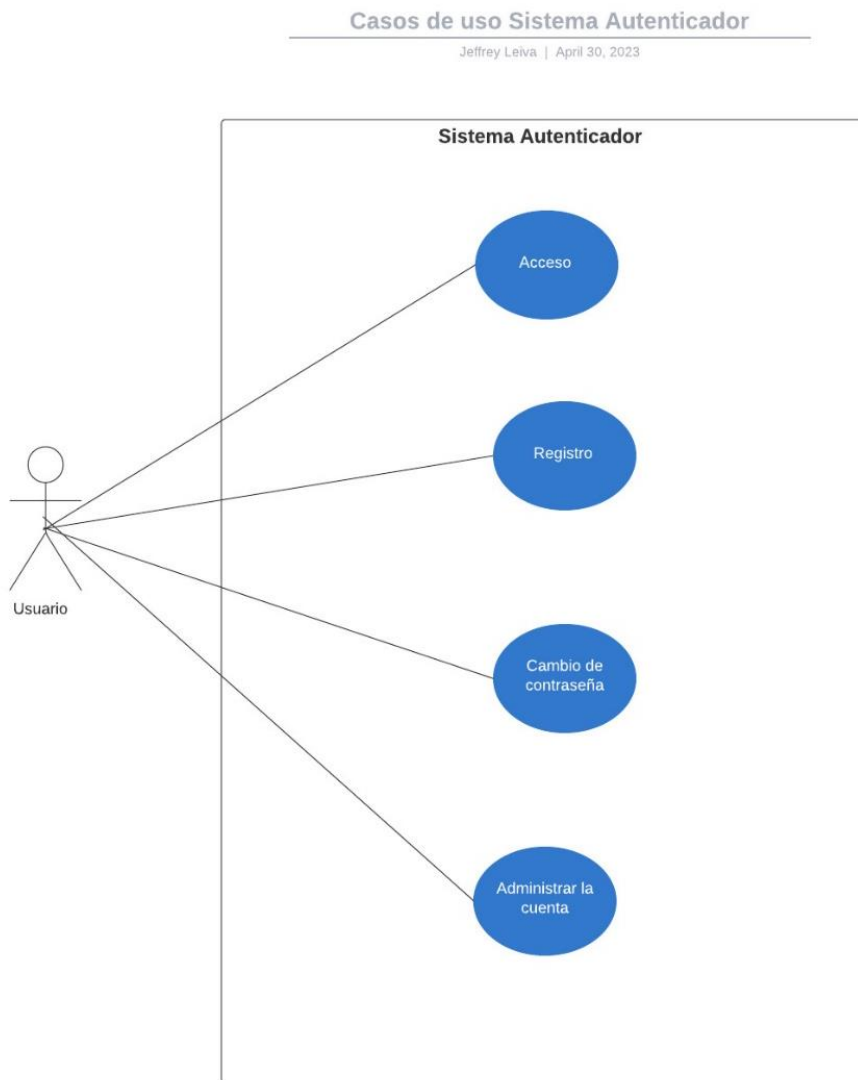 Casos de uso Sistema Autenticador
Jeffrey Leiva | April 30, 2023
Sistema Autenticador
Acceso
Registro
Usuario
Cambio de
contraseña
Administrar la
cuenta